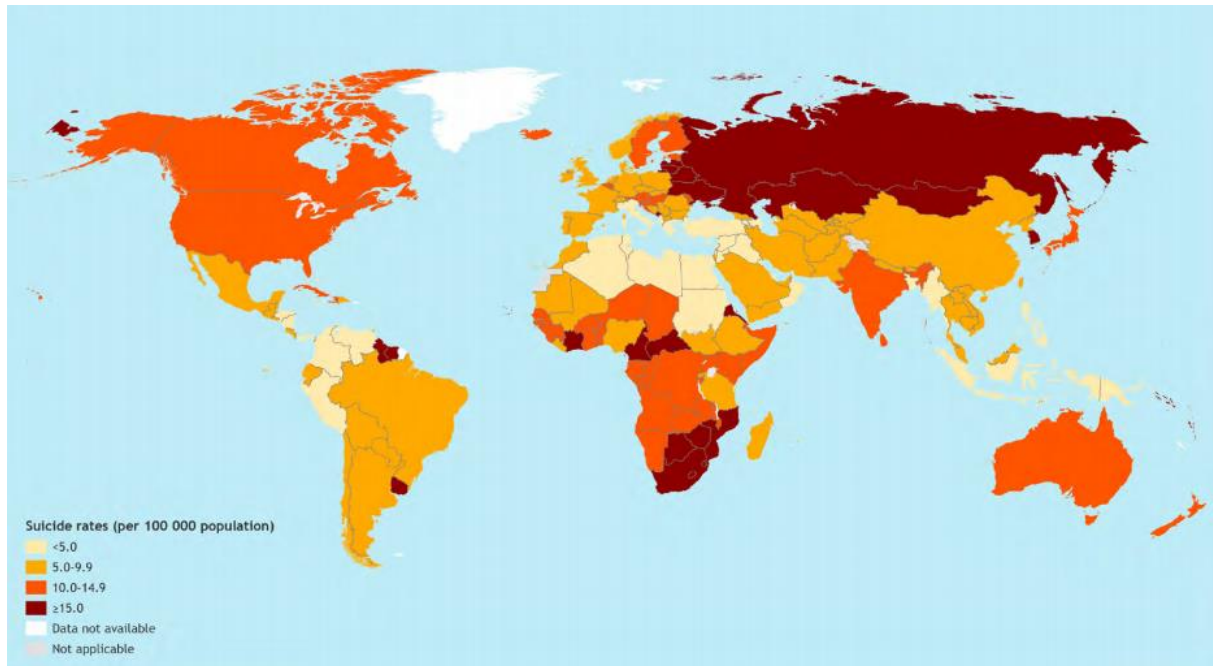 Suicide rates (per 100 000 population)
<5.0
5.0-9.9
10.0-14.9
≥15.0
Data not available
Not applicable